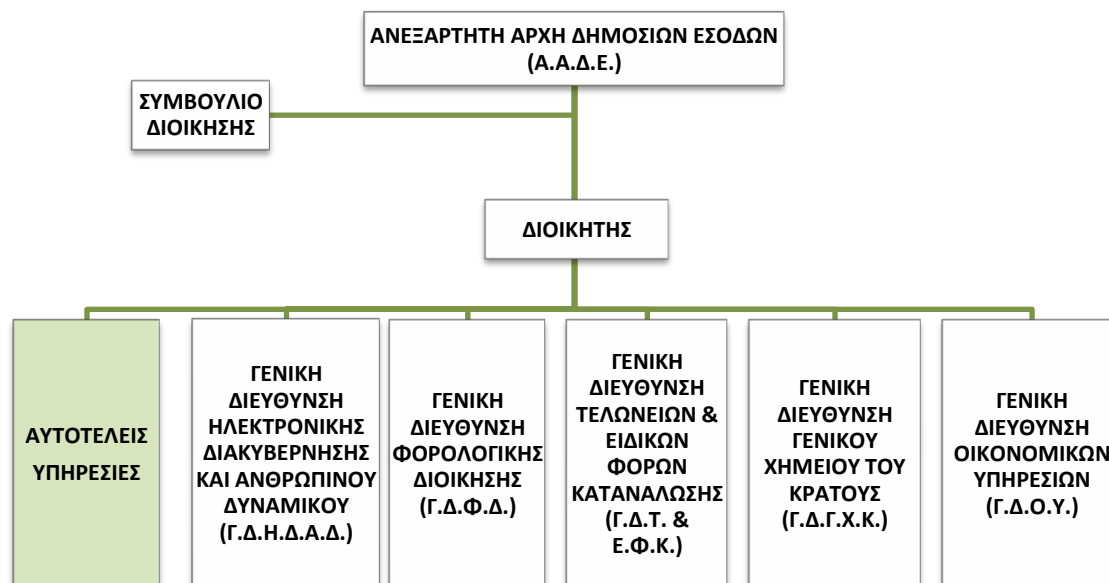 ΑΝΕΞΑΡΤΗΤΗ ΑΡΧΗ ΔΗΜΟΣΙΩΝ ΕΣΟΔΩΝ
(Α.Α.Δ.Ε.)
ΣΥΜΒΟΥΛΙΟ
ΔΙΟΙΚΗΣΗΣ
ΔΙΟΙΚΗΤΗΣ
ΑΥΤΟΤΕΛΕΙΣ
ΥΠΗΡΕΣΙΕΣ
ΓΕΝΙΚΗ
ΔΙΕΥΘΥΝΣΗ
ΗΛΕΚΤΡΟΝΙΚΗΣ
ΔΙΑΚΥΒΕΡΝΗΣΗΣ
ΚΑΙ ΑΝΘΡΩΠΙΝΟΥ
ΔΥΝΑΜΙΚΟΥ
(Γ.Δ.Η.Δ.Α.Δ.)
ΓΕΝΙΚΗ
ΔΙΕΥΘΥΝΣΗ
ΦΟΡΟΛΟΓΙΚΗΣ
ΔΙΟΙΚΗΣΗΣ
(Γ.Δ.Φ.Δ.)
ΓΕΝΙΚΗ
ΔΙΕΥΘΥΝΣΗ
ΤΕΛΩΝΕΙΩΝ &
ΕΙΔΙΚΩΝ
ΦΟΡΩΝ
ΚΑΤΑΝΑΛΩΣΗΣ
(Γ.Δ.Τ. &
Ε.Φ.Κ.)
ΓΕΝΙΚΗ
ΔΙΕΥΘΥΝΣΗ
ΓΕΝΙΚΟΥ
ΧΗΜΕΙΟΥ ΤΟΥ
ΚΡΑΤΟΥΣ
(Γ.Δ.Γ.Χ.Κ.)
ΓΕΝΙΚΗ
ΔΙΕΥΘΥΝΣΗ
ΟΙΚΟΝΟΜΙΚΩΝ
ΥΠΗΡΕΣΙΩΝ
(Γ.Δ.Ο.Υ.)